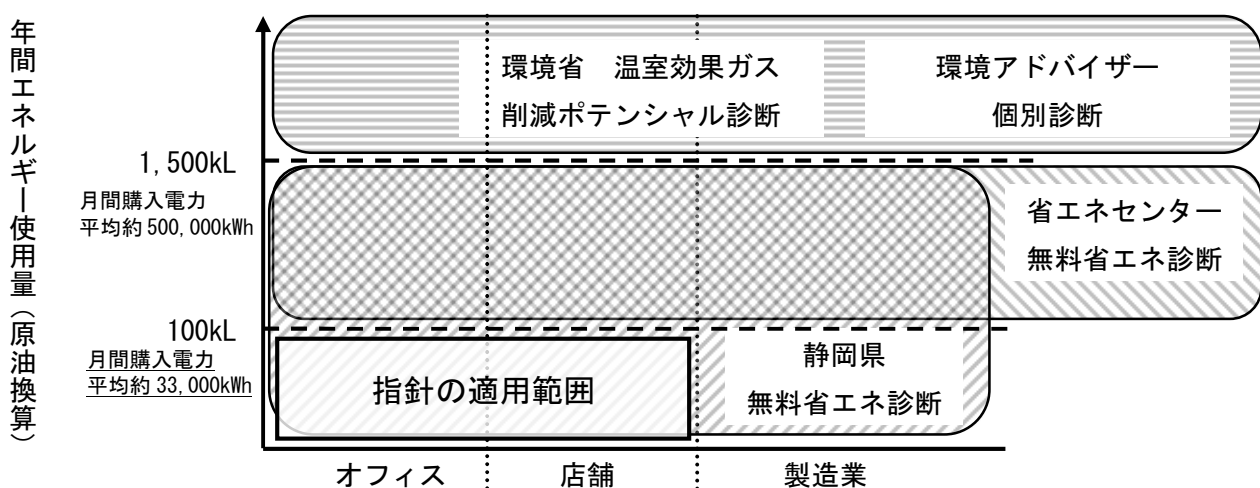 年間エネルギー使用量（原油換算）
環境省　温室効果ガス
削減ポテンシャル診断
環境アドバイザー
個別診断
1,500kL
月間購入電力
平均約500,000kWh
省エネセンター
無料省エネ診断
100kL
月間購入電力
平均約33,000kWh
指針の適用範囲
静岡県
無料省エネ診断
オフィス
店舗
製造業